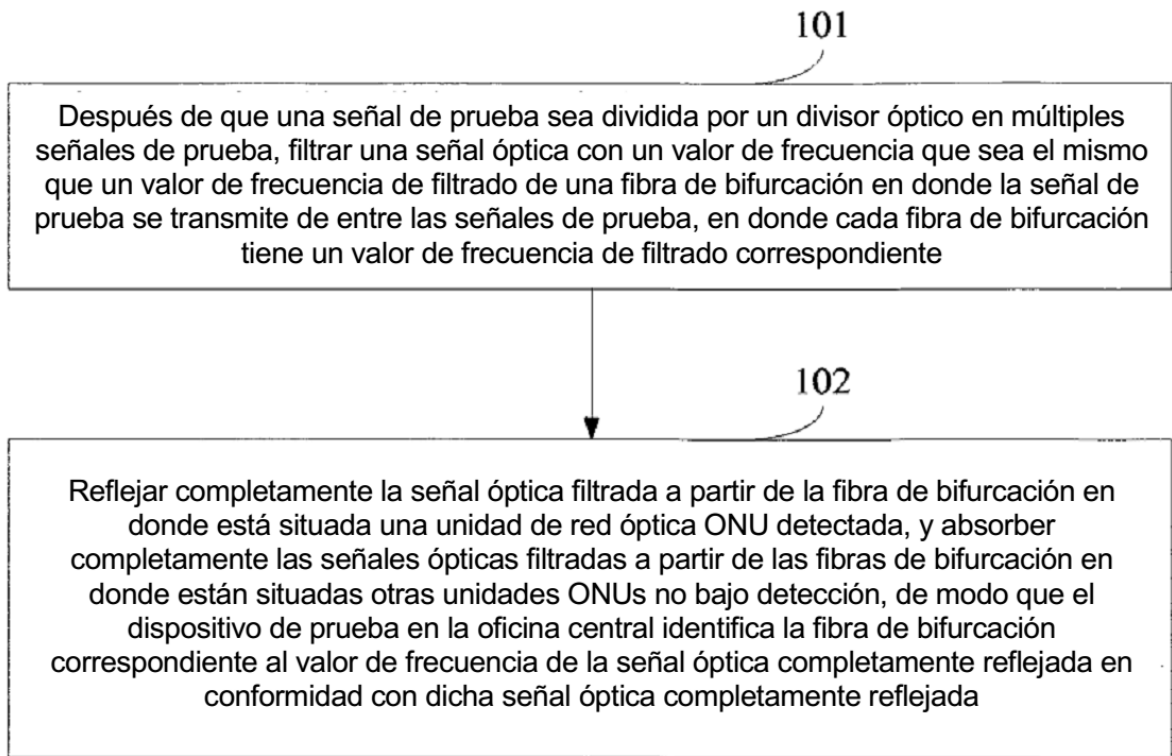 101
Después de que una señal de prueba sea dividida por un divisor óptico en múltiples
señales de prueba, filtrar una señal óptica con un valor de frecuencia que sea el mismo
que un valor de frecuencia de filtrado de una fibra de bifurcación en donde la señal de
prueba se transmite de entre las señales de prueba, en donde cada fibra de bifurcación
tiene un valor de frecuencia de filtrado correspondiente
102
Reflejar completamente la señal óptica filtrada a partir de la fibra de bifurcación en
donde está situada una unidad de red óptica ONU detectada, y absorber
completamente las señales ópticas filtradas a partir de las fibras de bifurcación en
donde están situadas otras unidades ONUs no bajo detección, de modo que el
dispositivo de prueba en la oficina central identifica la fibra de bifurcación
correspondiente al valor de frecuencia de la señal óptica completamente reflejada en
conformidad con dicha señal óptica completamente reflejada